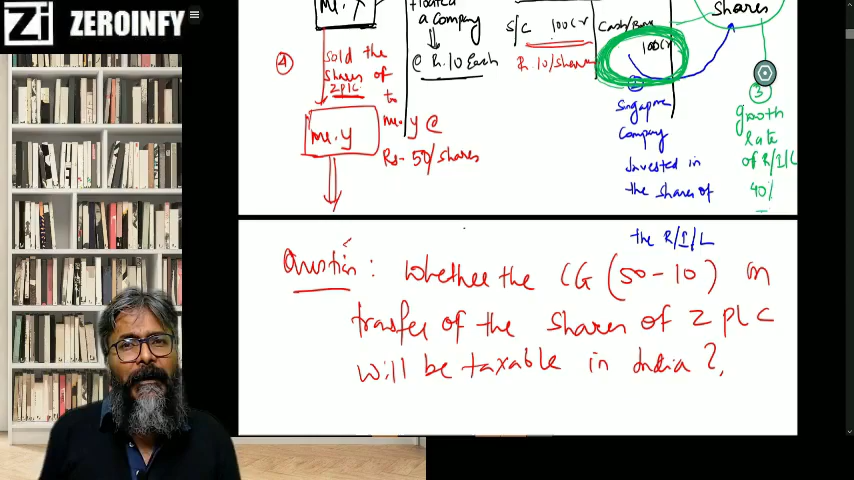 Zi ZEROINFY
Mr. X
floated
a company
@ Rs. 10 Each
4
sold the
shares of
Z PLC
to
Mr. Y @
Rs - 50/shares
Mr. Y
S/C 100Cr
Rs. 10/share
Cash/Bank
100Cr
Singapore
Company
Invested in
the shares of
the R/I/L
Shares
3
Growth
Rate
of R/I/L
40%
Question : Whether the CG (50-10) on
transfer of the shares of Z PLC
will be taxable in India?